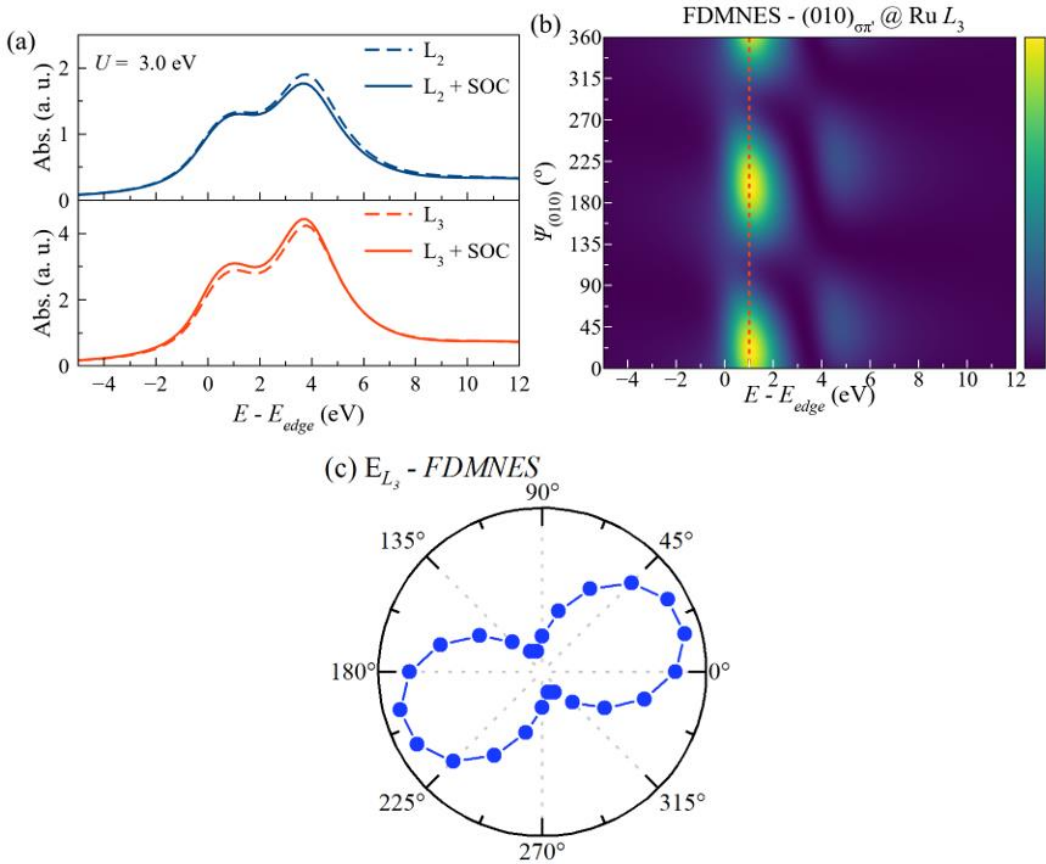 (a)
U = 3.0 eV
L₂
L₂ + SOC
Abs. (a. u.)
2
1
0
L₃
L₃ + SOC
Abs. (a. u.)
4
2
0
−4 −2 0 2 4 6 8 10 12
E - E_edge (eV)
(b)
FDMNES - (010)σπ' @ Ru L₃
360
315
270
225
180
135
90
45
0
Ψ(010) (°)
−4 −2 0 2 4 6 8 10 12
E - E_edge (eV)
(c) E_L₃ - FDMNES
90°
135° 45°
180° 0°
225° 315°
270°